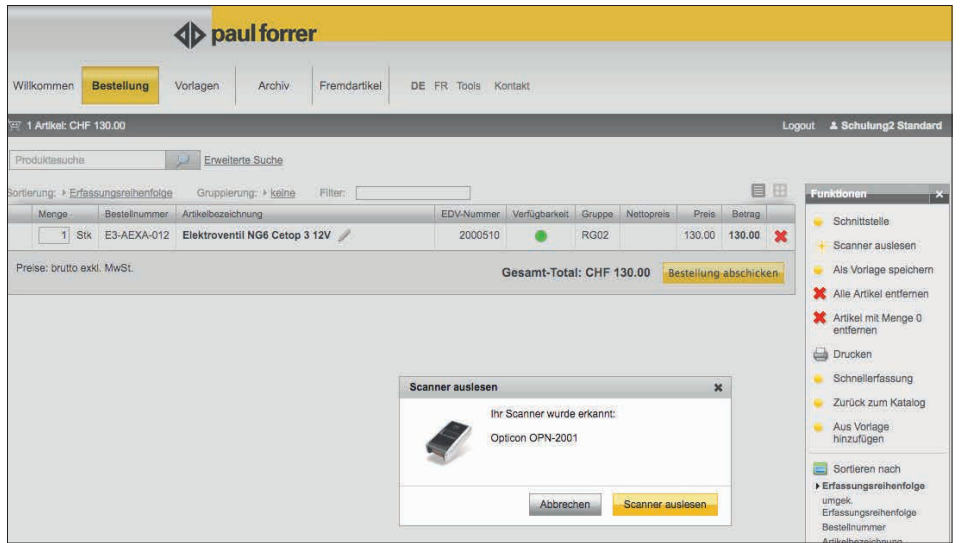 paul forrer
Willkommen Bestellung Vorlagen Archiv Fremdartikel DE FR Tools Kontakt
1 Artikel: CHF 130.00 Logout Schulung2 Standard
Produktesuche Erweiterte Suche
Sortierung: Erfassungsreihenfolge Gruppierung: keine Filter:
Menge Bestellnummer Artikelbezeichnung EDV-Nummer Verfügbarkeit Gruppe Nettopreis Preis Betrag
1 Stk E3-AEXA-012 Elektroventil NG6 Cetop 3 12V 2000510 RG02 130.00 130.00
Preise: brutto exkl. MwSt. Gesamt-Total: CHF 130.00 Bestellung abschicken
Funktionen
Schnittstelle
Scanner auslesen
Als Vorlage speichern
Alle Artikel entfernen
Artikel mit Menge 0
entfernen
Drucken
Schnellerfassung
Zurück zum Katalog
Aus Vorlage
hinzufügen
Sortieren nach
Erfassungsreihenfolge
umgek.
Erfassungsreihenfolge
Bestellnummer
Artikelbezeichnung
Scanner auslesen
Ihr Scanner wurde erkannt:
Opticon OPN-2001
Abbrechen Scanner auslesen